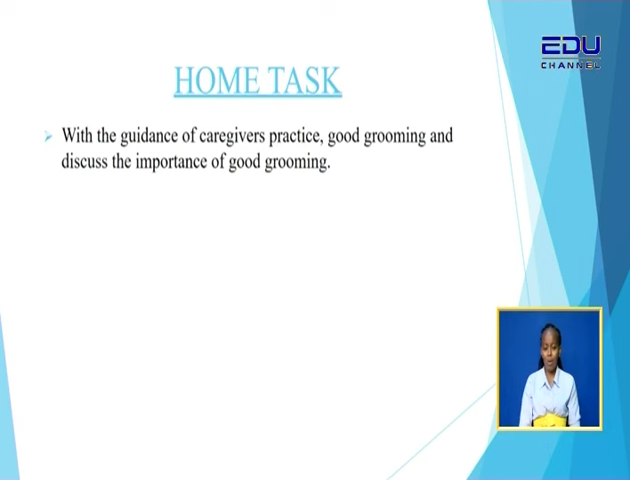 EDU
CHANNEL
HOME TASK
With the guidance of caregivers practice, good grooming and
discuss the importance of good grooming.